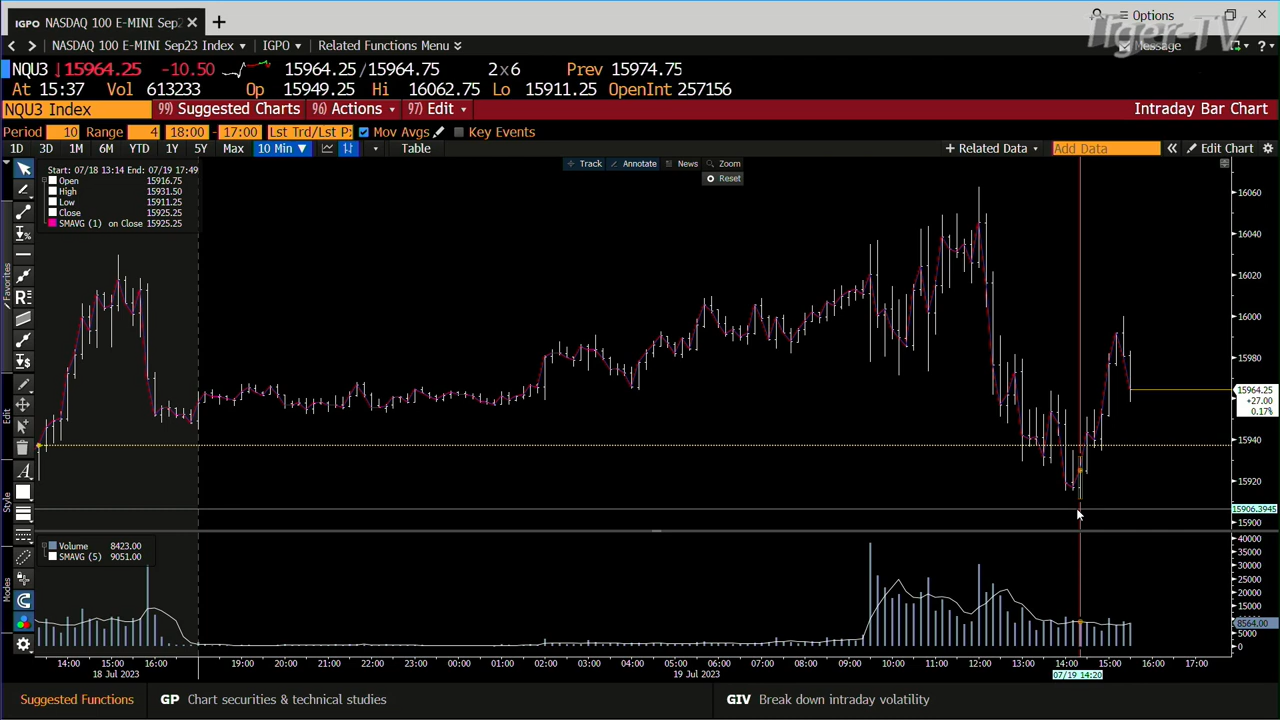 IGPO NASDAQ 100 E-MINI Sep2 × +
Options
Tiger-TV
NASDAQ 100 E-MINI Sep23 Index IGPO Related Functions Menu
Message
NQU3 ↓15964.25 -10.50 15964.25/15964.75 2×6 Prev 15974.75
At 15:37 Vol 613233 Op 15949.25 Hi 16062.75 Lo 15911.25 OpenInt 257156
NQU3 Index 99) Suggested Charts 96) Actions 97) Edit Intraday Bar Chart
Period 10 Range 4 18:00 - 17:00 Lst Trd/Lst P Mov Avgs Key Events
1D 3D 1M 6M YTD 1Y 5Y Max 10 Min ▼ Table + Related Data Add Data « Edit Chart
Track Annotate News Zoom
Reset
Start: 07/18 13:14 End: 07/19 17:49
Open 15916.75
High 15931.50
Low 15911.25
Close 15925.25
SMAVG (1) on Close 15925.25
Favorites
Edit
Style
Modes
16060
16040
16020
16000
15980
15964.25
+27.00
0.17%
15940
15920
15906.3945
15900
Volume 8423.00
SMAVG (5) 9051.00
40000
35000
30000
25000
20000
15000
8564.00
5000
0
14:00 15:00 16:00 19:00 20:00 21:00 22:00 23:00 00:00 01:00 02:00 03:00 04:00 05:00 06:00 07:00 08:00 09:00 10:00 11:00 12:00 13:00 14:00 15:00 16:00 17:00
18 Jul 2023 19 Jul 2023 07/19 14:20
Suggested Functions GP Chart securities & technical studies GIV Break down intraday volatility